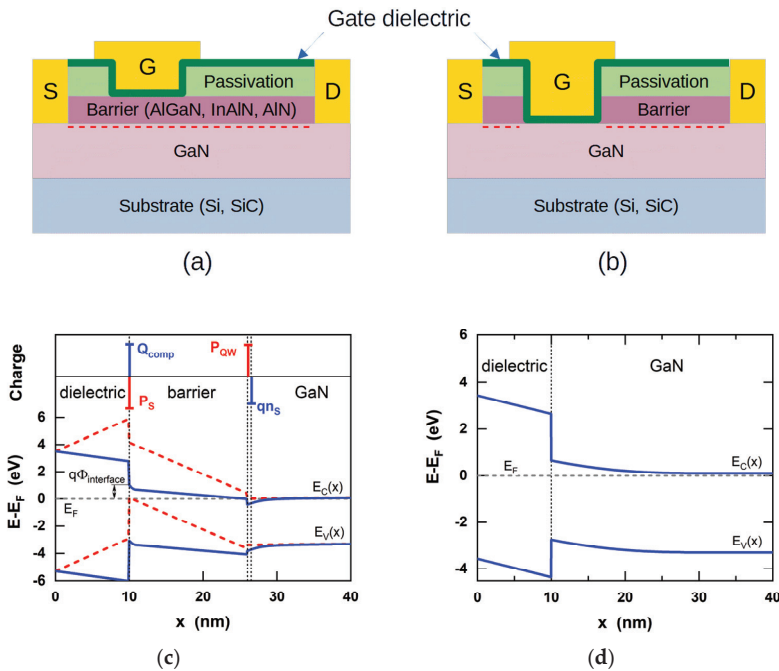 Gate dielectric
G
S
Passivation
D
Barrier (AlGaN, InAlN, AlN)
GaN
Substrate (Si, SiC)
(a)
G
S
Passivation
D
Barrier
GaN
Substrate (Si, SiC)
(b)
Charge
Q_comp
P_QW
dielectric
P_S
barrier
qn_S
GaN
E-E_F (eV)
6
4
2
0
-2
-4
-6
qΦ_interface
E_F
E_C(x)
E_V(x)
0 10 20 30 40
x (nm)
(c)
E-E_F (eV)
6
4
2
0
-2
-4
dielectric
GaN
E_F
E_C(x)
E_V(x)
0 10 20 30 40
x (nm)
(d)